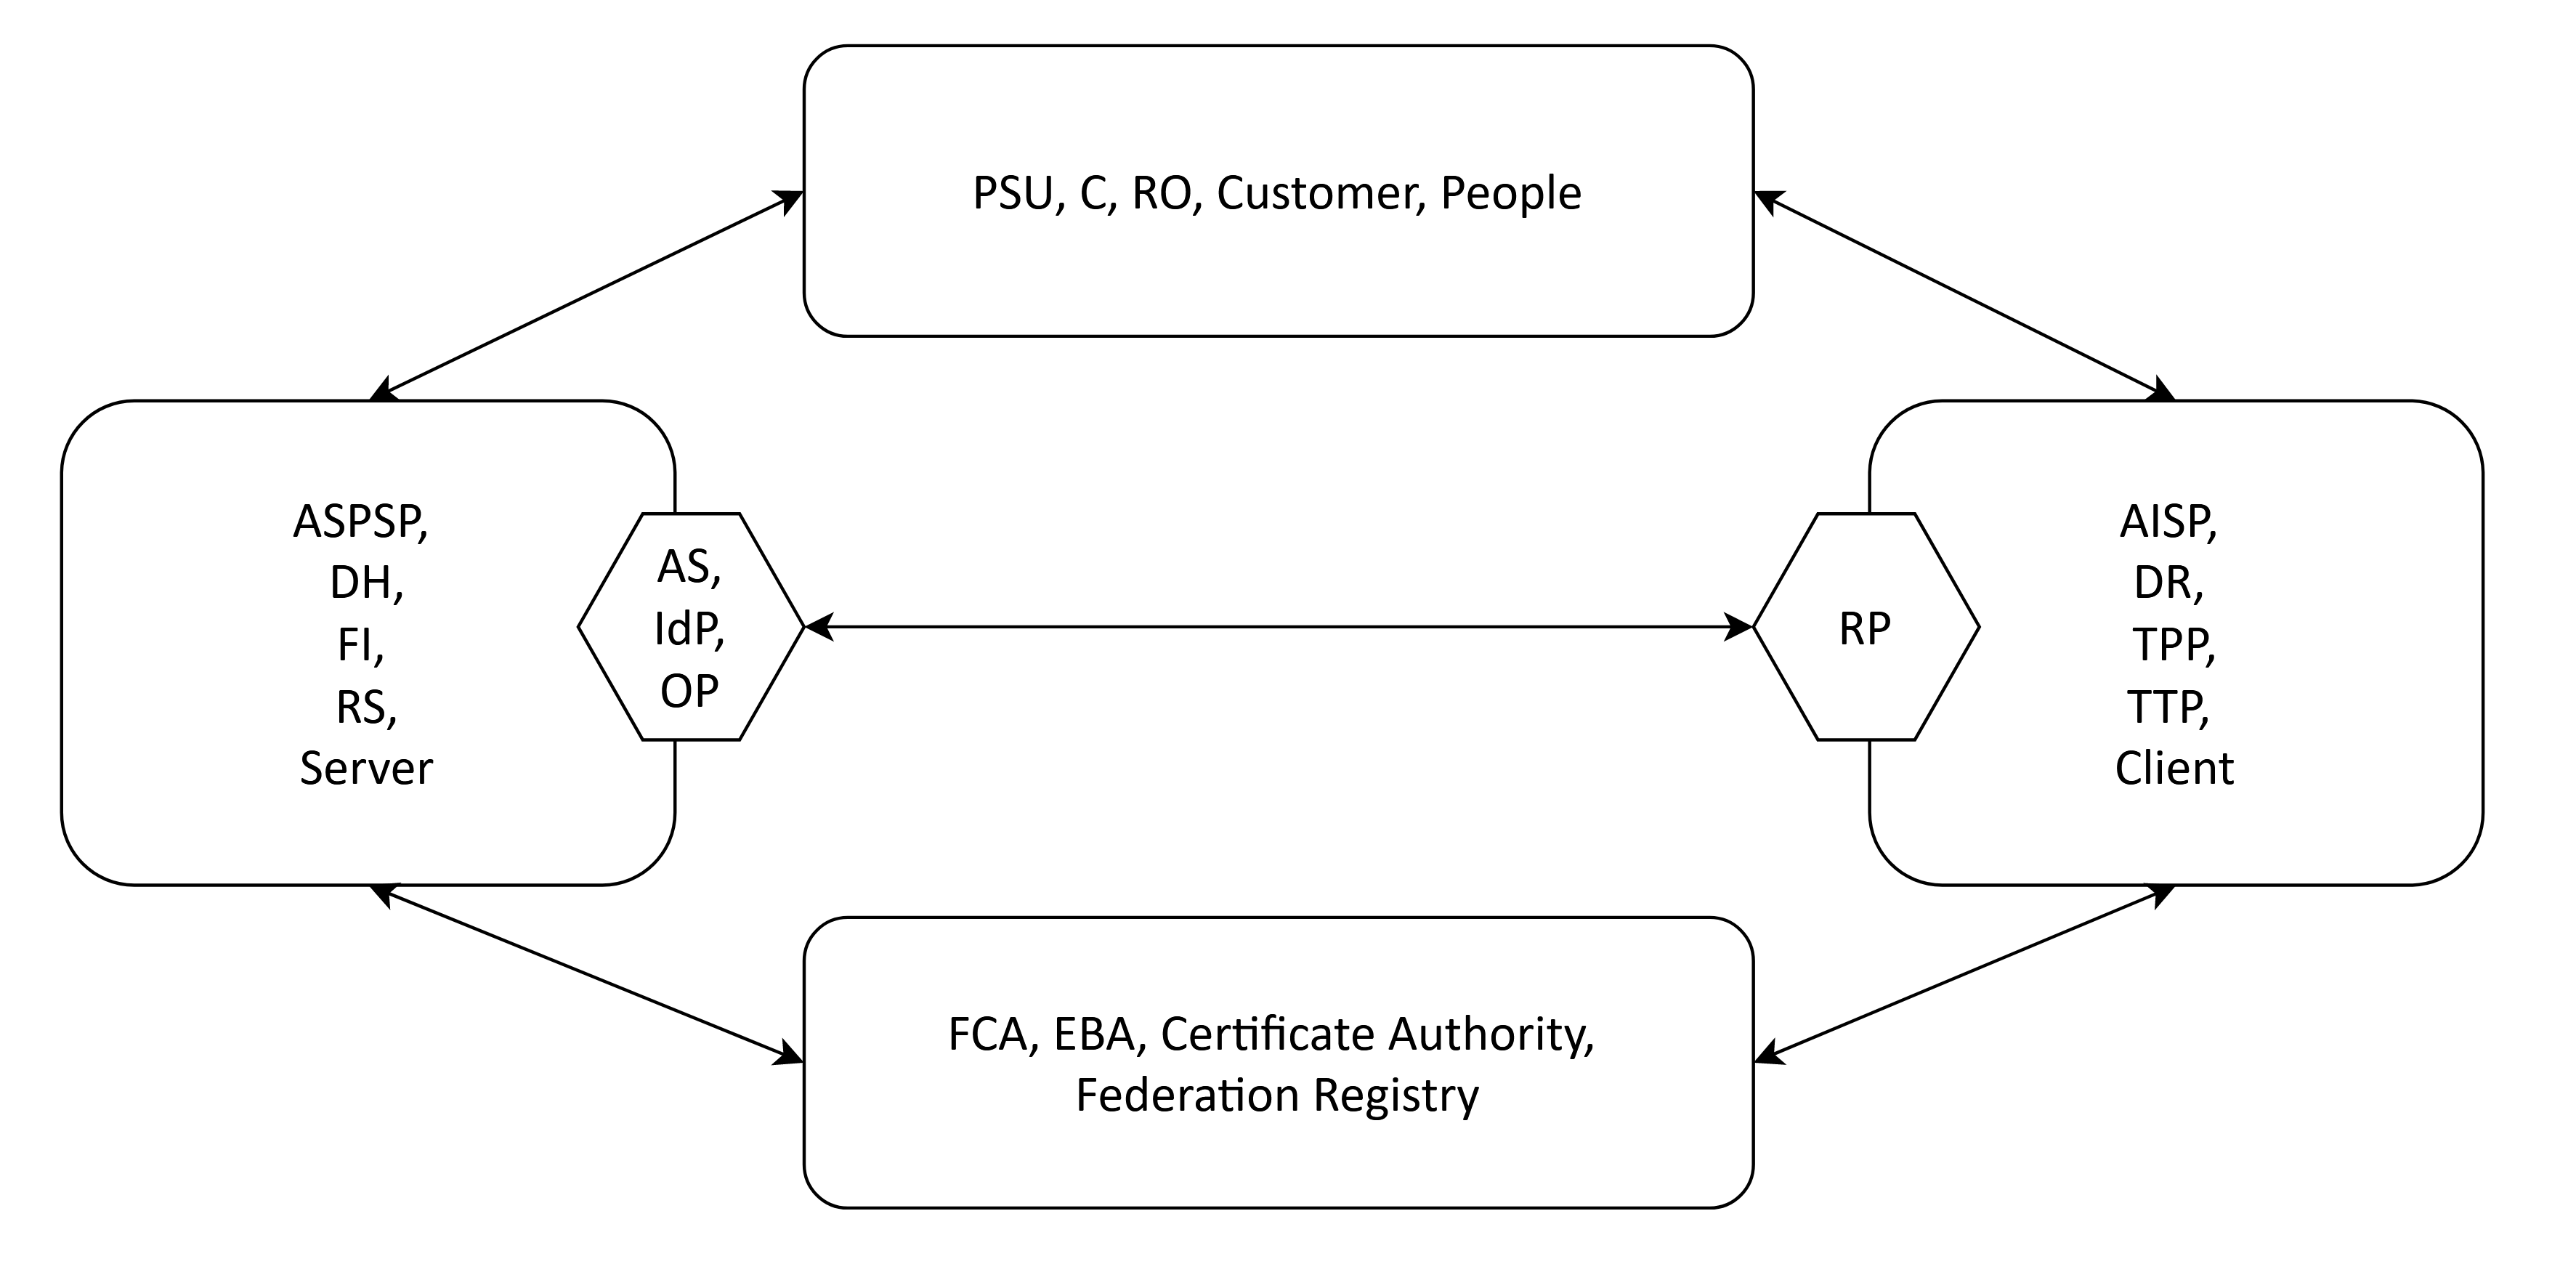 PSU, C, RO, Customer, People
ASPSP,
DH,
FI,
RS,
Server
AS,
IdP,
OP
RP
AISP,
DR,
TPP,
TTP,
Client
FCA, EBA, Certificate Authority,
Federation Registry